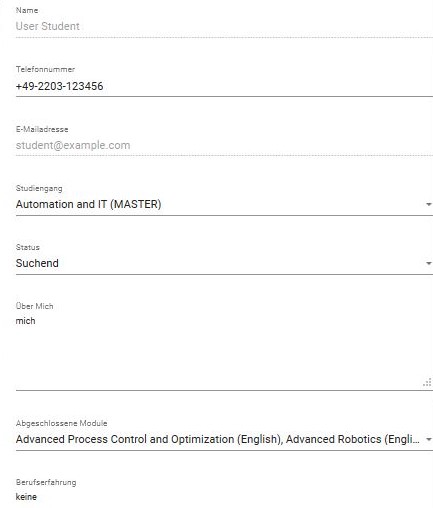 Name
User Student
Telefonnummer
+49-2203-123456
E-Mailadresse
student@example.com
Studiengang
Automation and IT (MASTER)
Status
Suchend
Über Mich
mich
Abgeschlossene Module
Advanced Process Control and Optimization (English), Advanced Robotics (Engli...
Berufserfahrung
keine